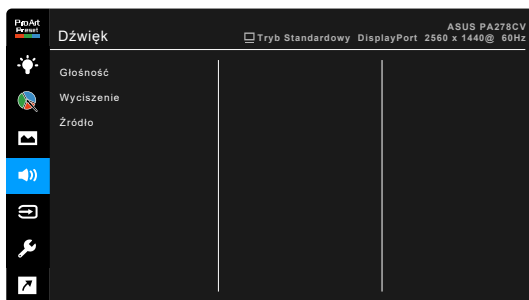 ProArt
Preset
Dźwięk
ASUS PA278CV
Tryb Standardowy DisplayPort 2560 x 1440@ 60Hz
Głośność
Wyciszenie
Źródło